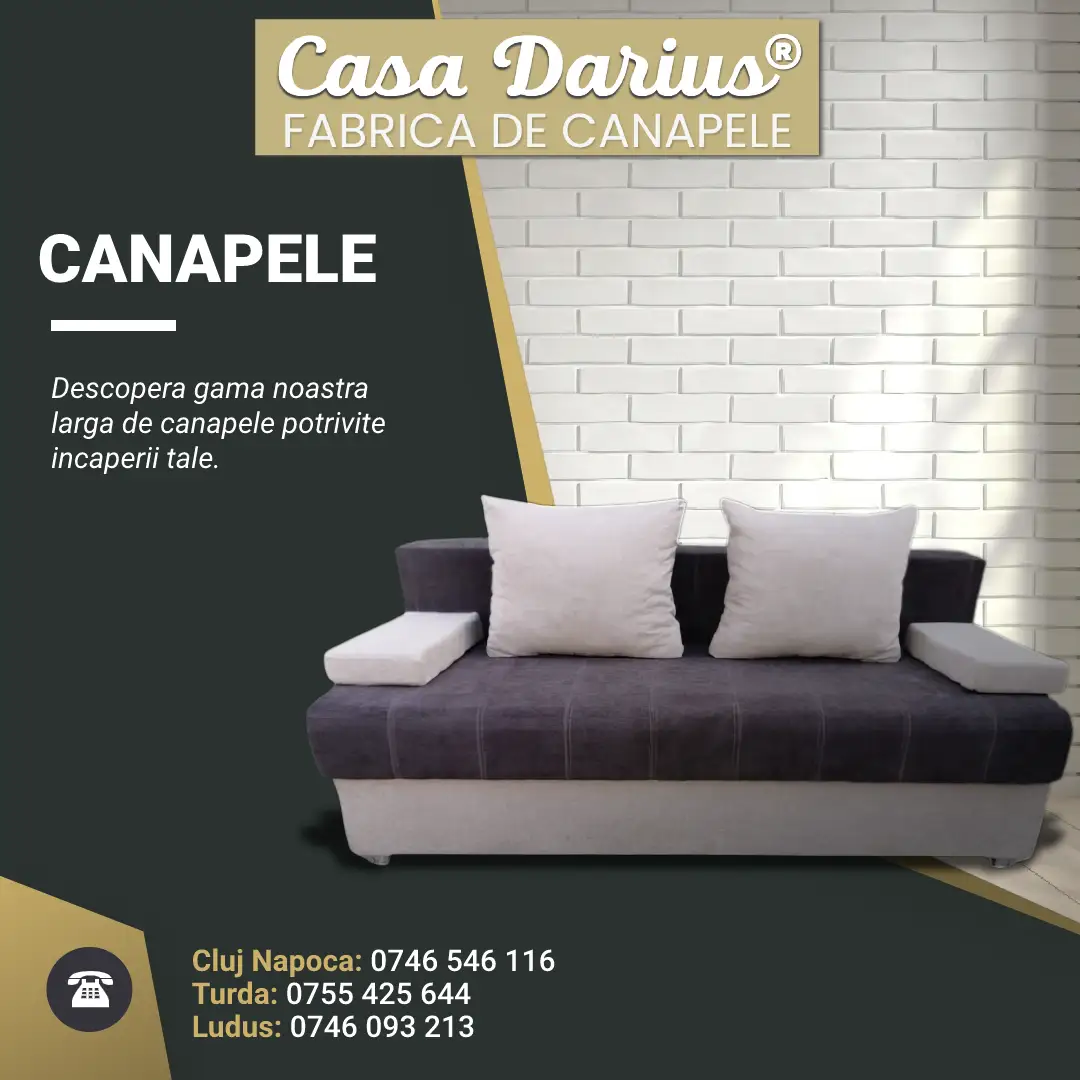 Casa Darius®
FABRICA DE CANAPELE
CANAPELE
Descopera gama noastra
larga de canapele potrivite
incaperii tale.
Cluj Napoca: 0746 546 116
Turda: 0755 425 644
Ludus: 0746 093 213